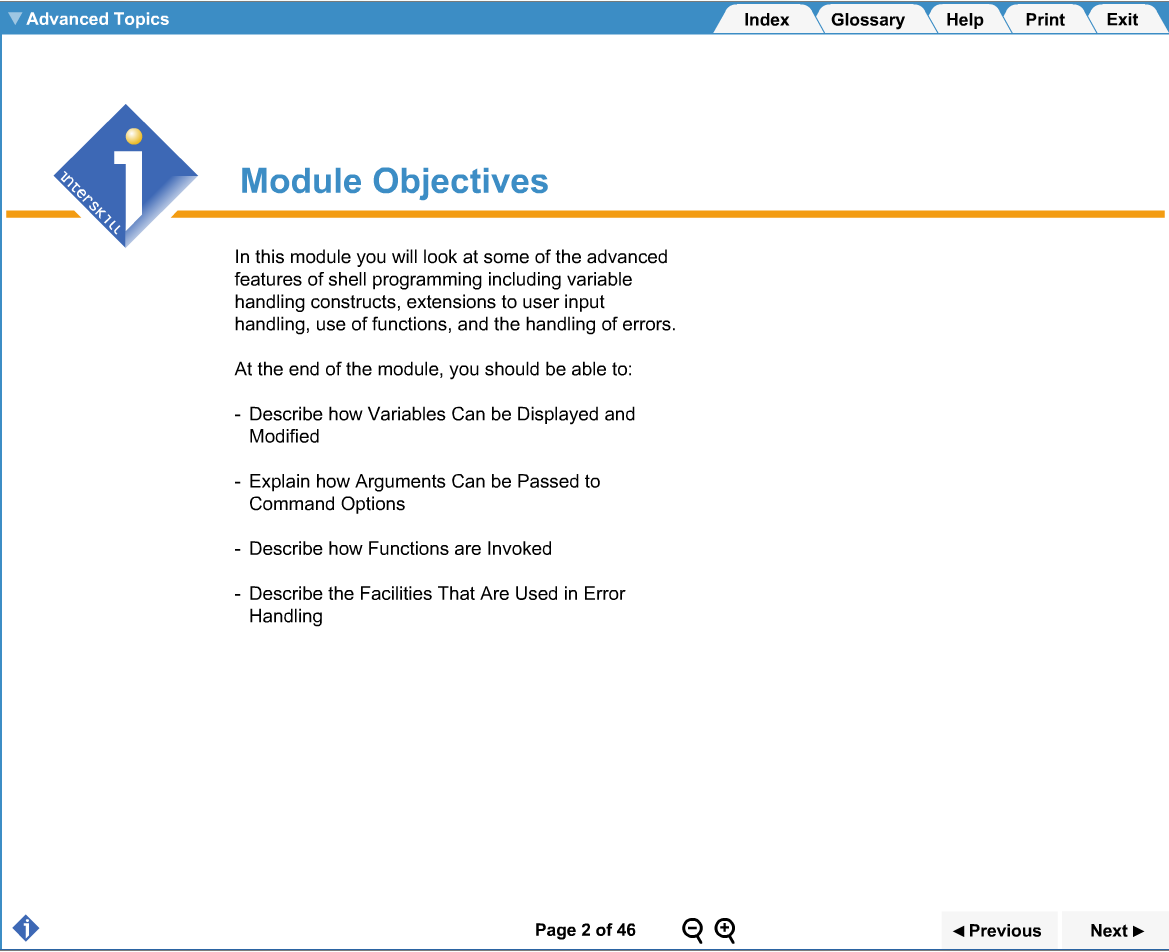 Advanced Topics
Index
Glossary
Help
Print
Exit
interskill
Module Objectives
In this module you will look at some of the advanced
features of shell programming including variable
handling constructs, extensions to user input
handling, use of functions, and the handling of errors.
At the end of the module, you should be able to:
- Describe how Variables Can be Displayed and
Modified
- Explain how Arguments Can be Passed to
Command Options
- Describe how Functions are Invoked
- Describe the Facilities That Are Used in Error
Handling
Page 2 of 46
Previous
Next